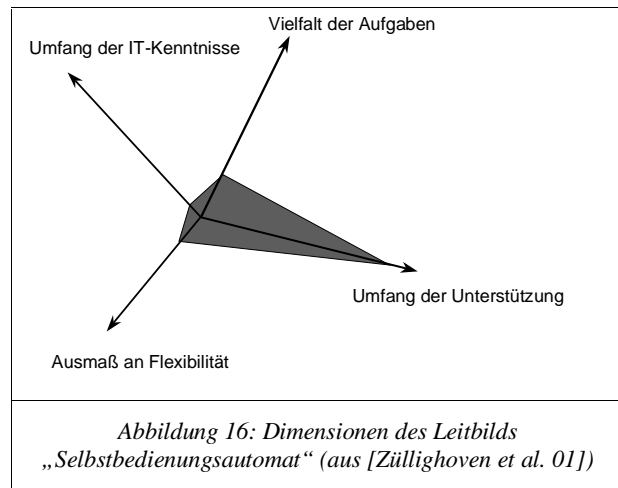 Vielfalt der Aufgaben
Umfang der IT-Kenntnisse
Umfang der Unterstützung
Ausmaß an Flexibilität
Abbildung 16: Dimensionen des Leitbilds
„Selbstbedienungsautomat“ (aus [Züllighoven et al. 01])